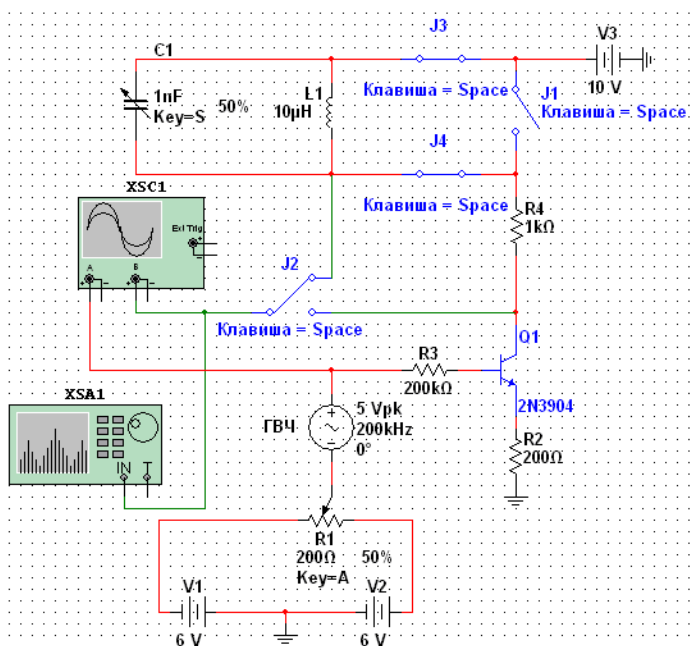 J3
V3
C1
10 V
1nF
Key=S
50%
L1
10µH
Клавиша = Space
J1
Клавиша = Space
J4
XSC1
Клавиша = Space
R4
1kΩ
Ext Trig
+
-
A
B
+
-
+
-
J2
Клавиша = Space
Q1
R3
200kΩ
2N3904
XSA1
ГВЧ
5 Vpk
200kHz
0°
R2
200Ω
IN
T
R1
200Ω
50%
Key=A
V1
V2
6 V
6 V